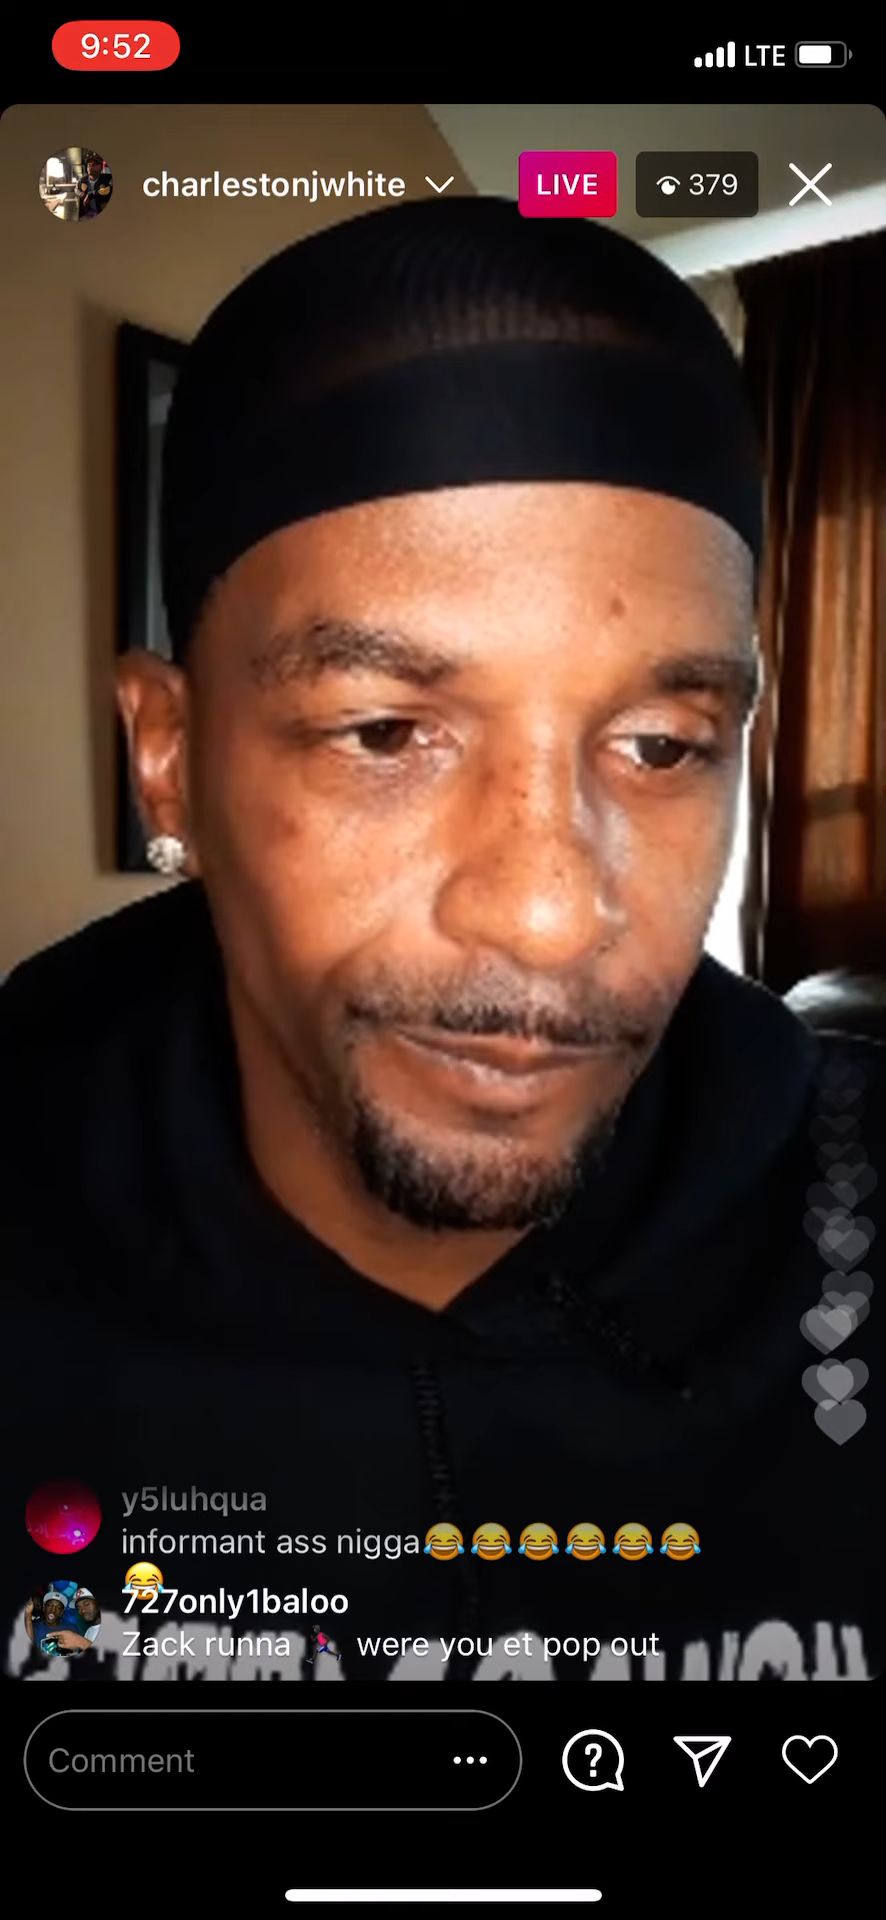 9:52
LTE
charlestonjwhite
LIVE
379
y5luhqua
informant ass nigga😂😂😂😂😂😂
😂
727only1baloo
Zack runna 🏃🏿 were you et pop out
Comment